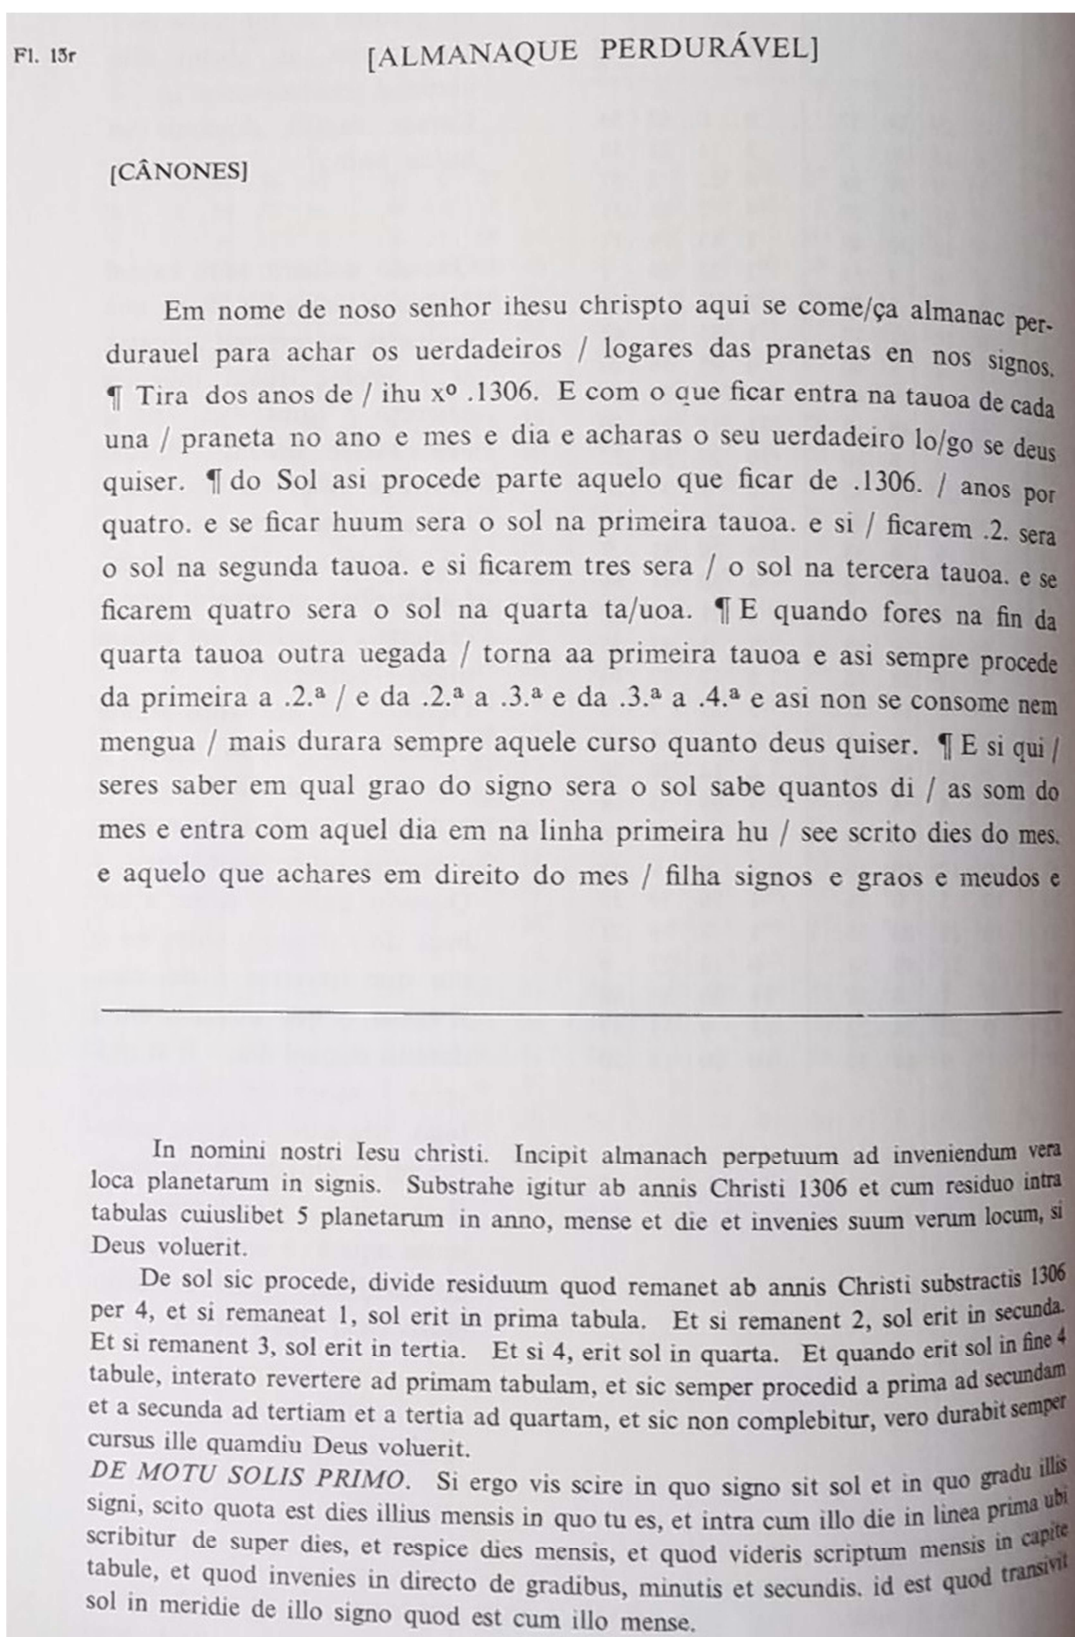 Fl. 15r
[ALMANAQUE PERDURÁVEL]
[CÂNONES]
Em nome de noso senhor ihesu chrispto aqui se come/ça almanac per-
durauel para achar os uerdadeiros / logares das pranetas en nos signos.
¶ Tira dos anos de / ihu xº .1306. E com o que ficar entra na tauoa de cada
una / praneta no ano e mes e dia e acharas o seu uerdadeiro lo/go se deus
quiser. ¶ do Sol asi procede parte aquelo que ficar de .1306. / anos por
quatro. e se ficar huum sera o sol na primeira tauoa. e si / ficarem .2. sera
o sol na segunda tauoa. e si ficarem tres sera / o sol na tercera tauoa. e se
ficarem quatro sera o sol na quarta ta/uoa. ¶ E quando fores na fin da
quarta tauoa outra uegada / torna aa primeira tauoa e asi sempre procede
da primeira a .2.ª / e da .2.ª a .3.ª e da .3.ª a .4.ª e asi non se consome nem
mengua / mais durara sempre aquele curso quanto deus quiser. ¶ E si qui /
seres saber em qual grao do signo sera o sol sabe quantos di / as som do
mes e entra com aquel dia em na linha primeira hu / see scrito dies do mes.
e aquelo que achares em direito do mes / filha signos e graos e meudos e
In nomini nostri Iesu christi. Incipit almanach perpetuum ad inveniendum vera
loca planetarum in signis. Substrahe igitur ab annis Christi 1306 et cum residuo intra
tabulas cuiuslibet 5 planetarum in anno, mense et die et invenies suum verum locum, si
Deus voluerit.
De sol sic procede, divide residuum quod remanet ab annis Christi substractis 1306
per 4, et si remaneat 1, sol erit in prima tabula. Et si remanent 2, sol erit in secunda.
Et si remanent 3, sol erit in tertia. Et si 4, erit sol in quarta. Et quando erit sol in fine 4
tabule, interato revertere ad primam tabulam, et sic semper procedid a prima ad secundam
et a secunda ad tertiam et a tertia ad quartam, et sic non complebitur, vero durabit semper
cursus ille quamdiu Deus voluerit.
DE MOTU SOLIS PRIMO. Si ergo vis scire in quo signo sit sol et in quo gradu illis
signi, scito quota est dies illius mensis in quo tu es, et intra cum illo die in linea prima ubi
scribitur de super dies, et respice dies mensis, et quod videris scriptum mensis in capite
tabule, et quod invenies in directo de gradibus, minutis et secundis. id est quod transivit
sol in meridie de illo signo quod est cum illo mense.